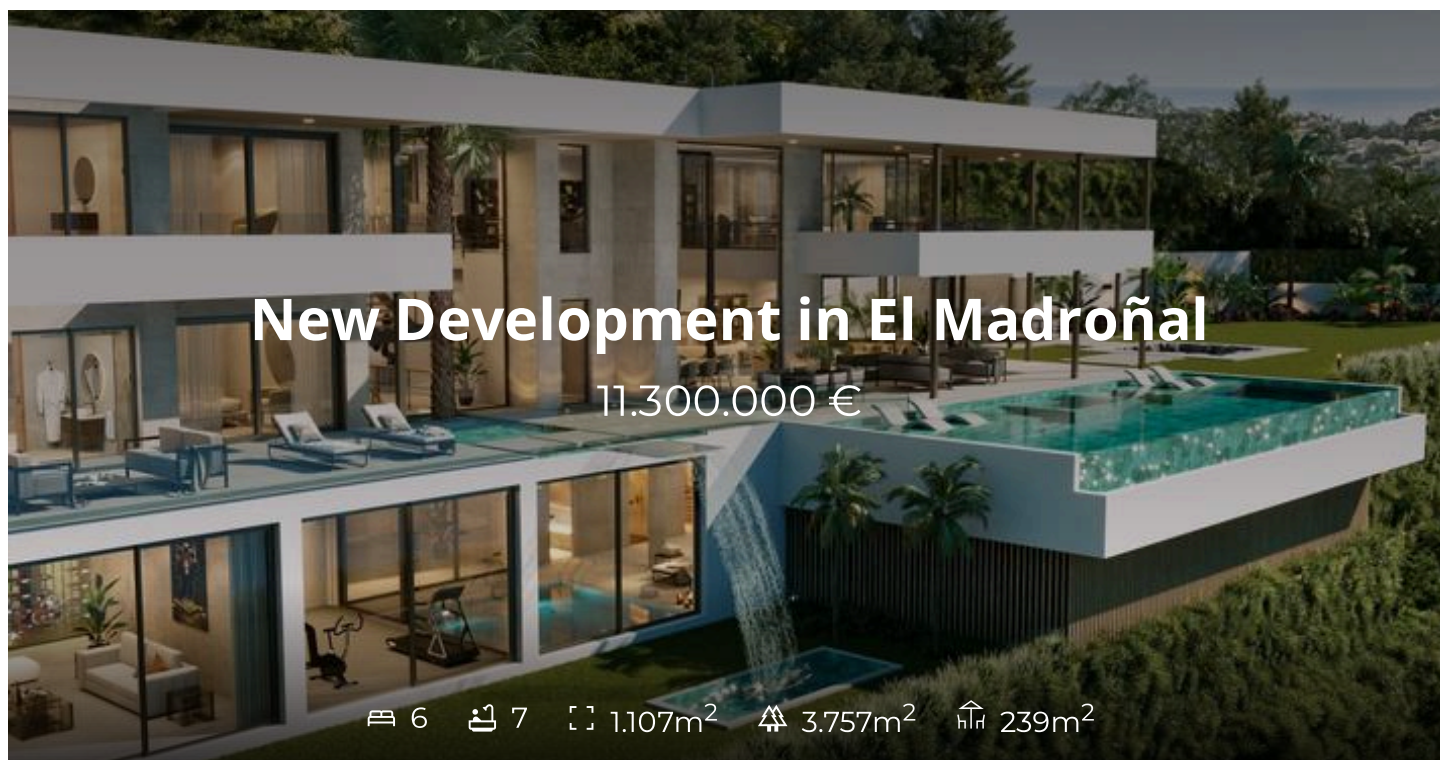 New Development in El Madroñal
11.300.000 €
6 7 1.107m² 3.757m² 239m²